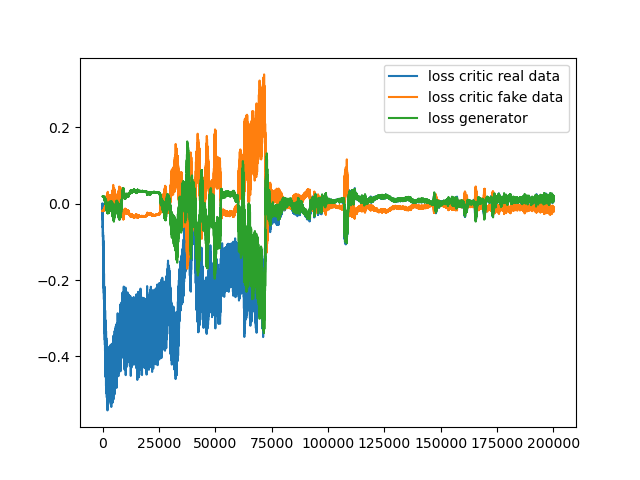 loss critic real data
loss critic fake data
loss generator
0.2
0.0
−0.2
−0.4
0 25000 50000 75000 100000 125000 150000 175000 200000